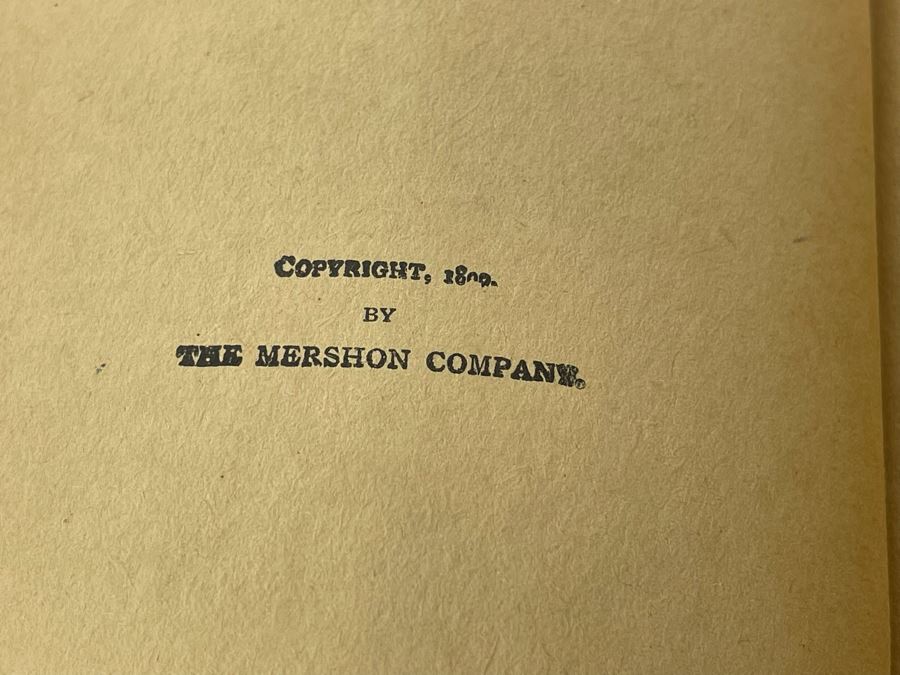 COPYRIGHT,
BY
THE MERSHON COMPANY.